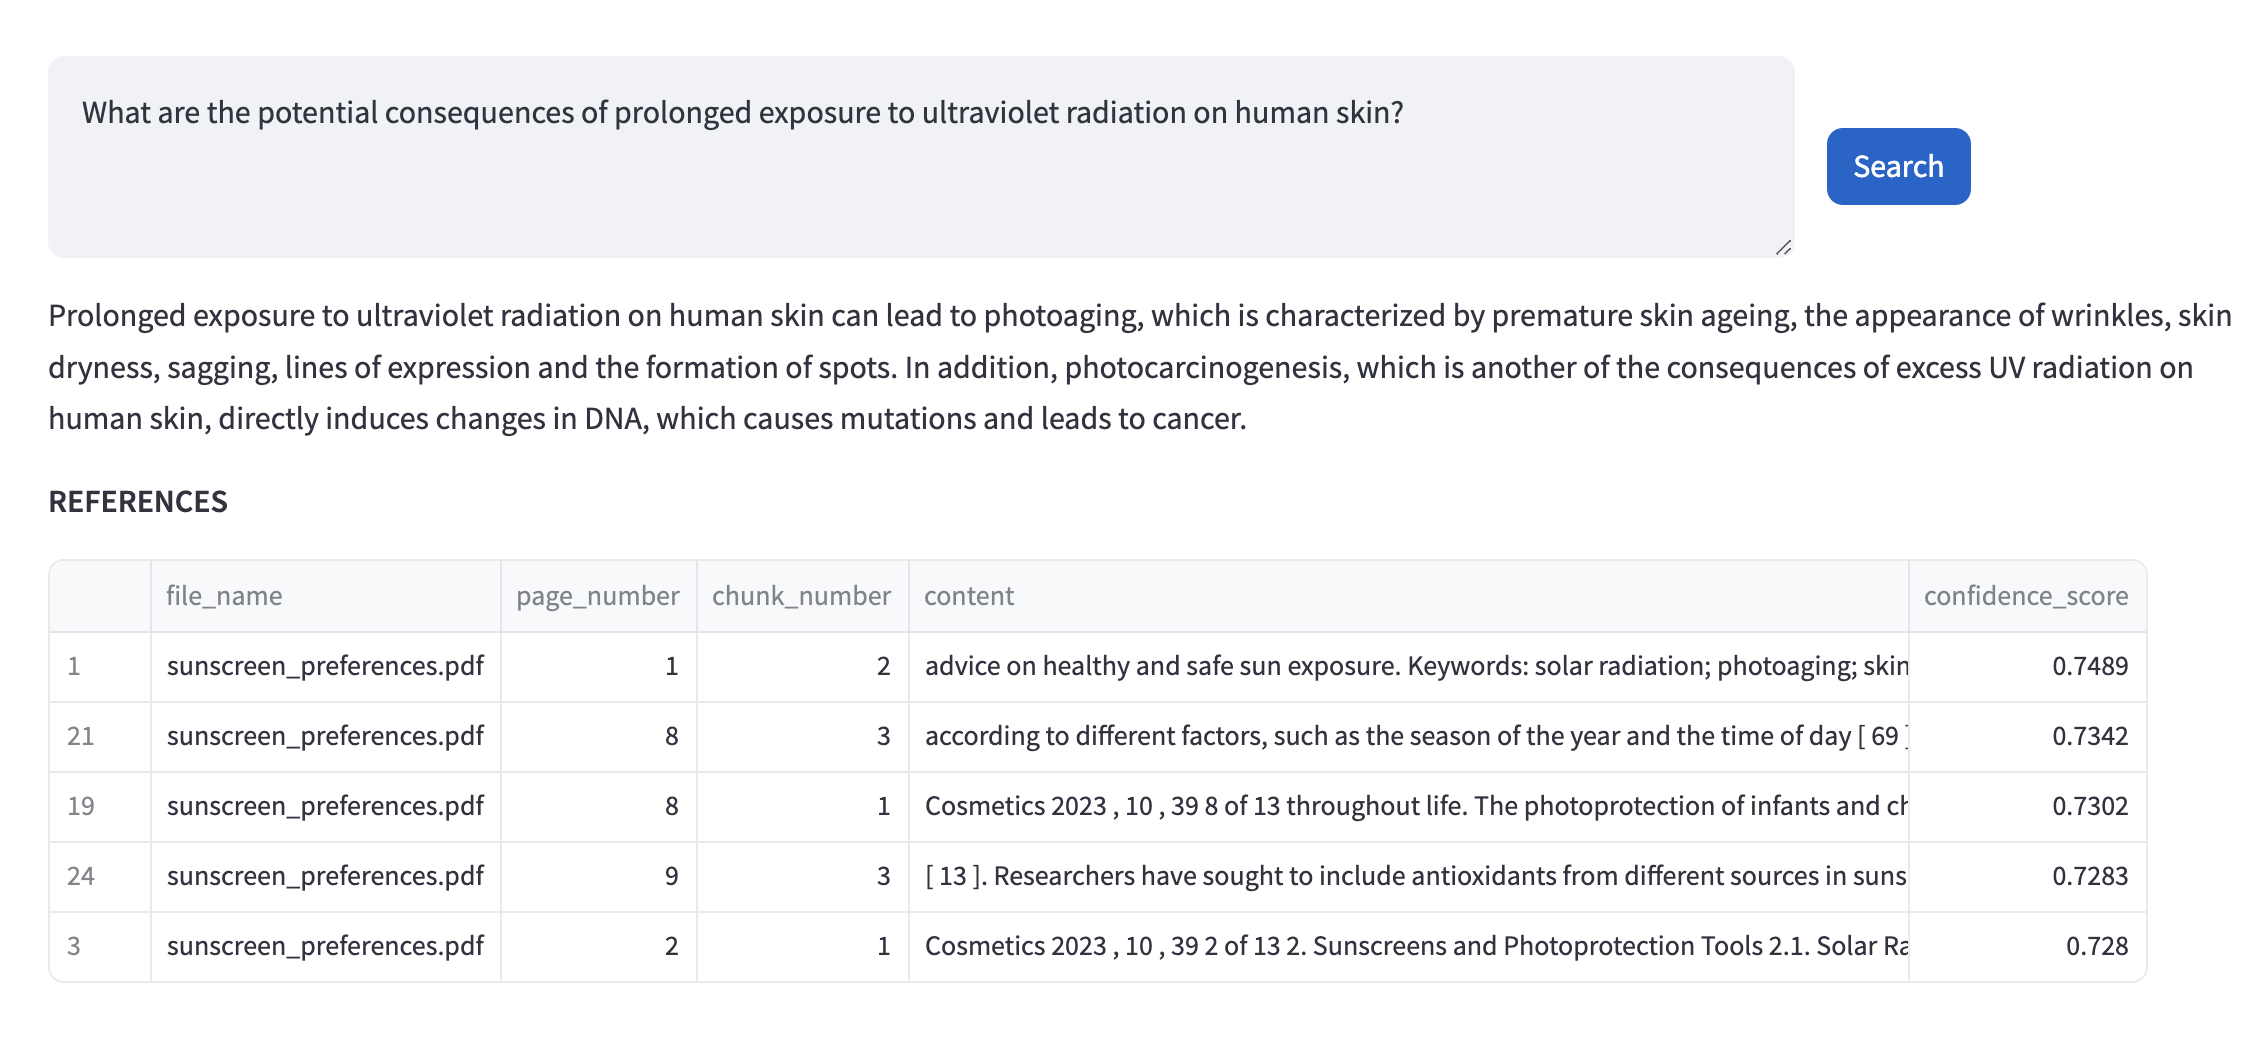 What are the potential consequences of prolonged exposure to ultraviolet radiation on human skin?
Search
Prolonged exposure to ultraviolet radiation on human skin can lead to photoaging, which is characterized by premature skin ageing, the appearance of wrinkles, skin
dryness, sagging, lines of expression and the formation of spots. In addition, photocarcinogenesis, which is another of the consequences of excess UV radiation on
human skin, directly induces changes in DNA, which causes mutations and leads to cancer.
REFERENCES
file_name page_number chunk_number content confidence_score
1 sunscreen_preferences.pdf 1 2 advice on healthy and safe sun exposure. Keywords: solar radiation; photoaging; skin 0.7489
21 sunscreen_preferences.pdf 8 3 according to different factors, such as the season of the year and the time of day [ 69 ] 0.7342
19 sunscreen_preferences.pdf 8 1 Cosmetics 2023 , 10 , 39 8 of 13 throughout life. The photoprotection of infants and 0.7302
24 sunscreen_preferences.pdf 9 3 [ 13 ]. Researchers have sought to include antioxidants from different sources in suns 0.7283
3 sunscreen_preferences.pdf 2 1 Cosmetics 2023 , 10 , 39 2 of 13 2. Sunscreens and Photoprotection Tools 2.1. Solar Ra 0.728